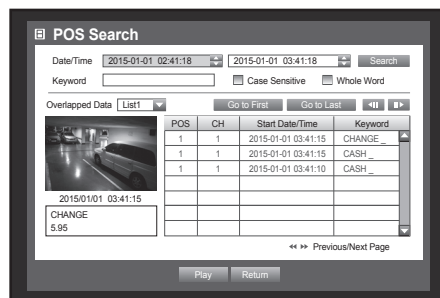 POS Search
Date/Time 2015-01-01 02:41:18 2015-01-01 03:41:18 Search
Keyword Case Sensitive Whole Word
Overlapped Data List1 Go to First Go to Last
POS CH Start Date/Time Keyword
1 1 2015-01-01 03:41:15 CHANGE _
1 1 2015-01-01 03:41:15 CASH _
1 1 2015-01-01 03:41:10 CASH _
2015/01/01 03:41:15
CHANGE
5.95
Previous/Next Page
Play Return